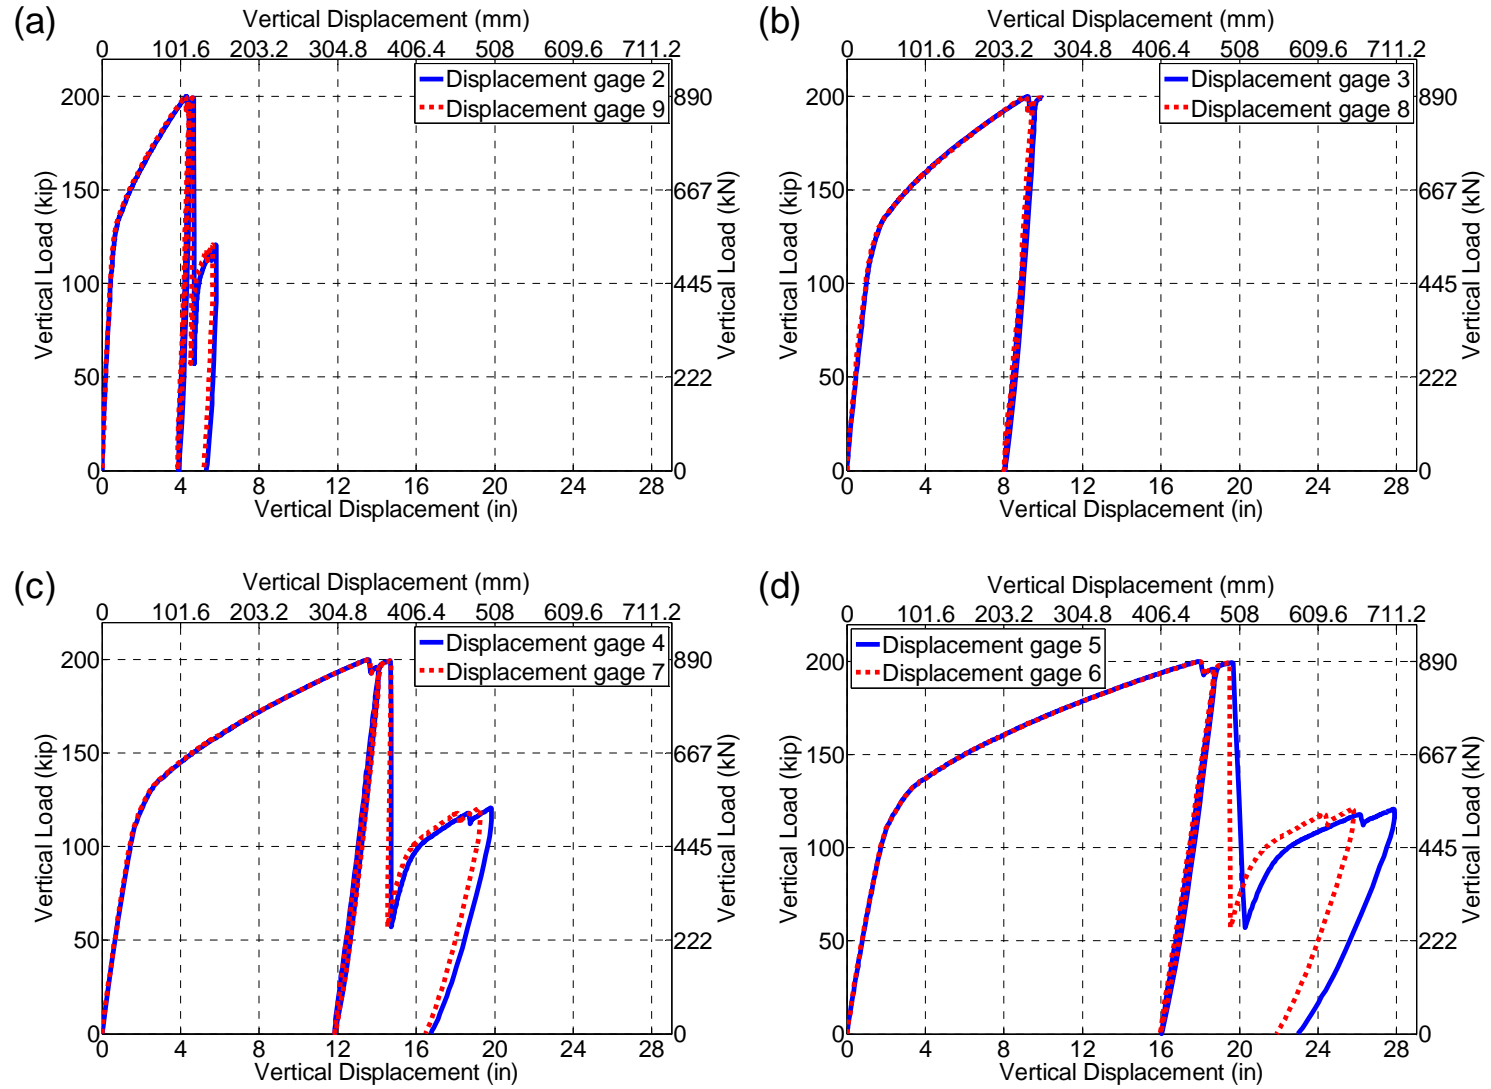 (a)
Vertical Displacement (mm)
0 101.6 203.2 304.8 406.4 508 609.6 711.2
Displacement gage 2
Displacement gage 9
Vertical Load (kip)
200
150
100
50
0
890
667
445
222
0
Vertical Load (kN)
0 4 8 12 16 20 24 28
Vertical Displacement (in)
(b)
Vertical Displacement (mm)
0 101.6 203.2 304.8 406.4 508 609.6 711.2
Displacement gage 3
Displacement gage 8
Vertical Load (kip)
200
150
100
50
0
890
667
445
222
0
Vertical Load (kN)
0 4 8 12 16 20 24 28
Vertical Displacement (in)
(c)
Vertical Displacement (mm)
0 101.6 203.2 304.8 406.4 508 609.6 711.2
Displacement gage 4
Displacement gage 7
Vertical Load (kip)
200
150
100
50
0
890
667
445
222
0
Vertical Load (kN)
0 4 8 12 16 20 24 28
Vertical Displacement (in)
(d)
Vertical Displacement (mm)
0 101.6 203.2 304.8 406.4 508 609.6 711.2
Displacement gage 5
Displacement gage 6
Vertical Load (kip)
200
150
100
50
0
890
667
445
222
0
Vertical Load (kN)
0 4 8 12 16 20 24 28
Vertical Displacement (in)